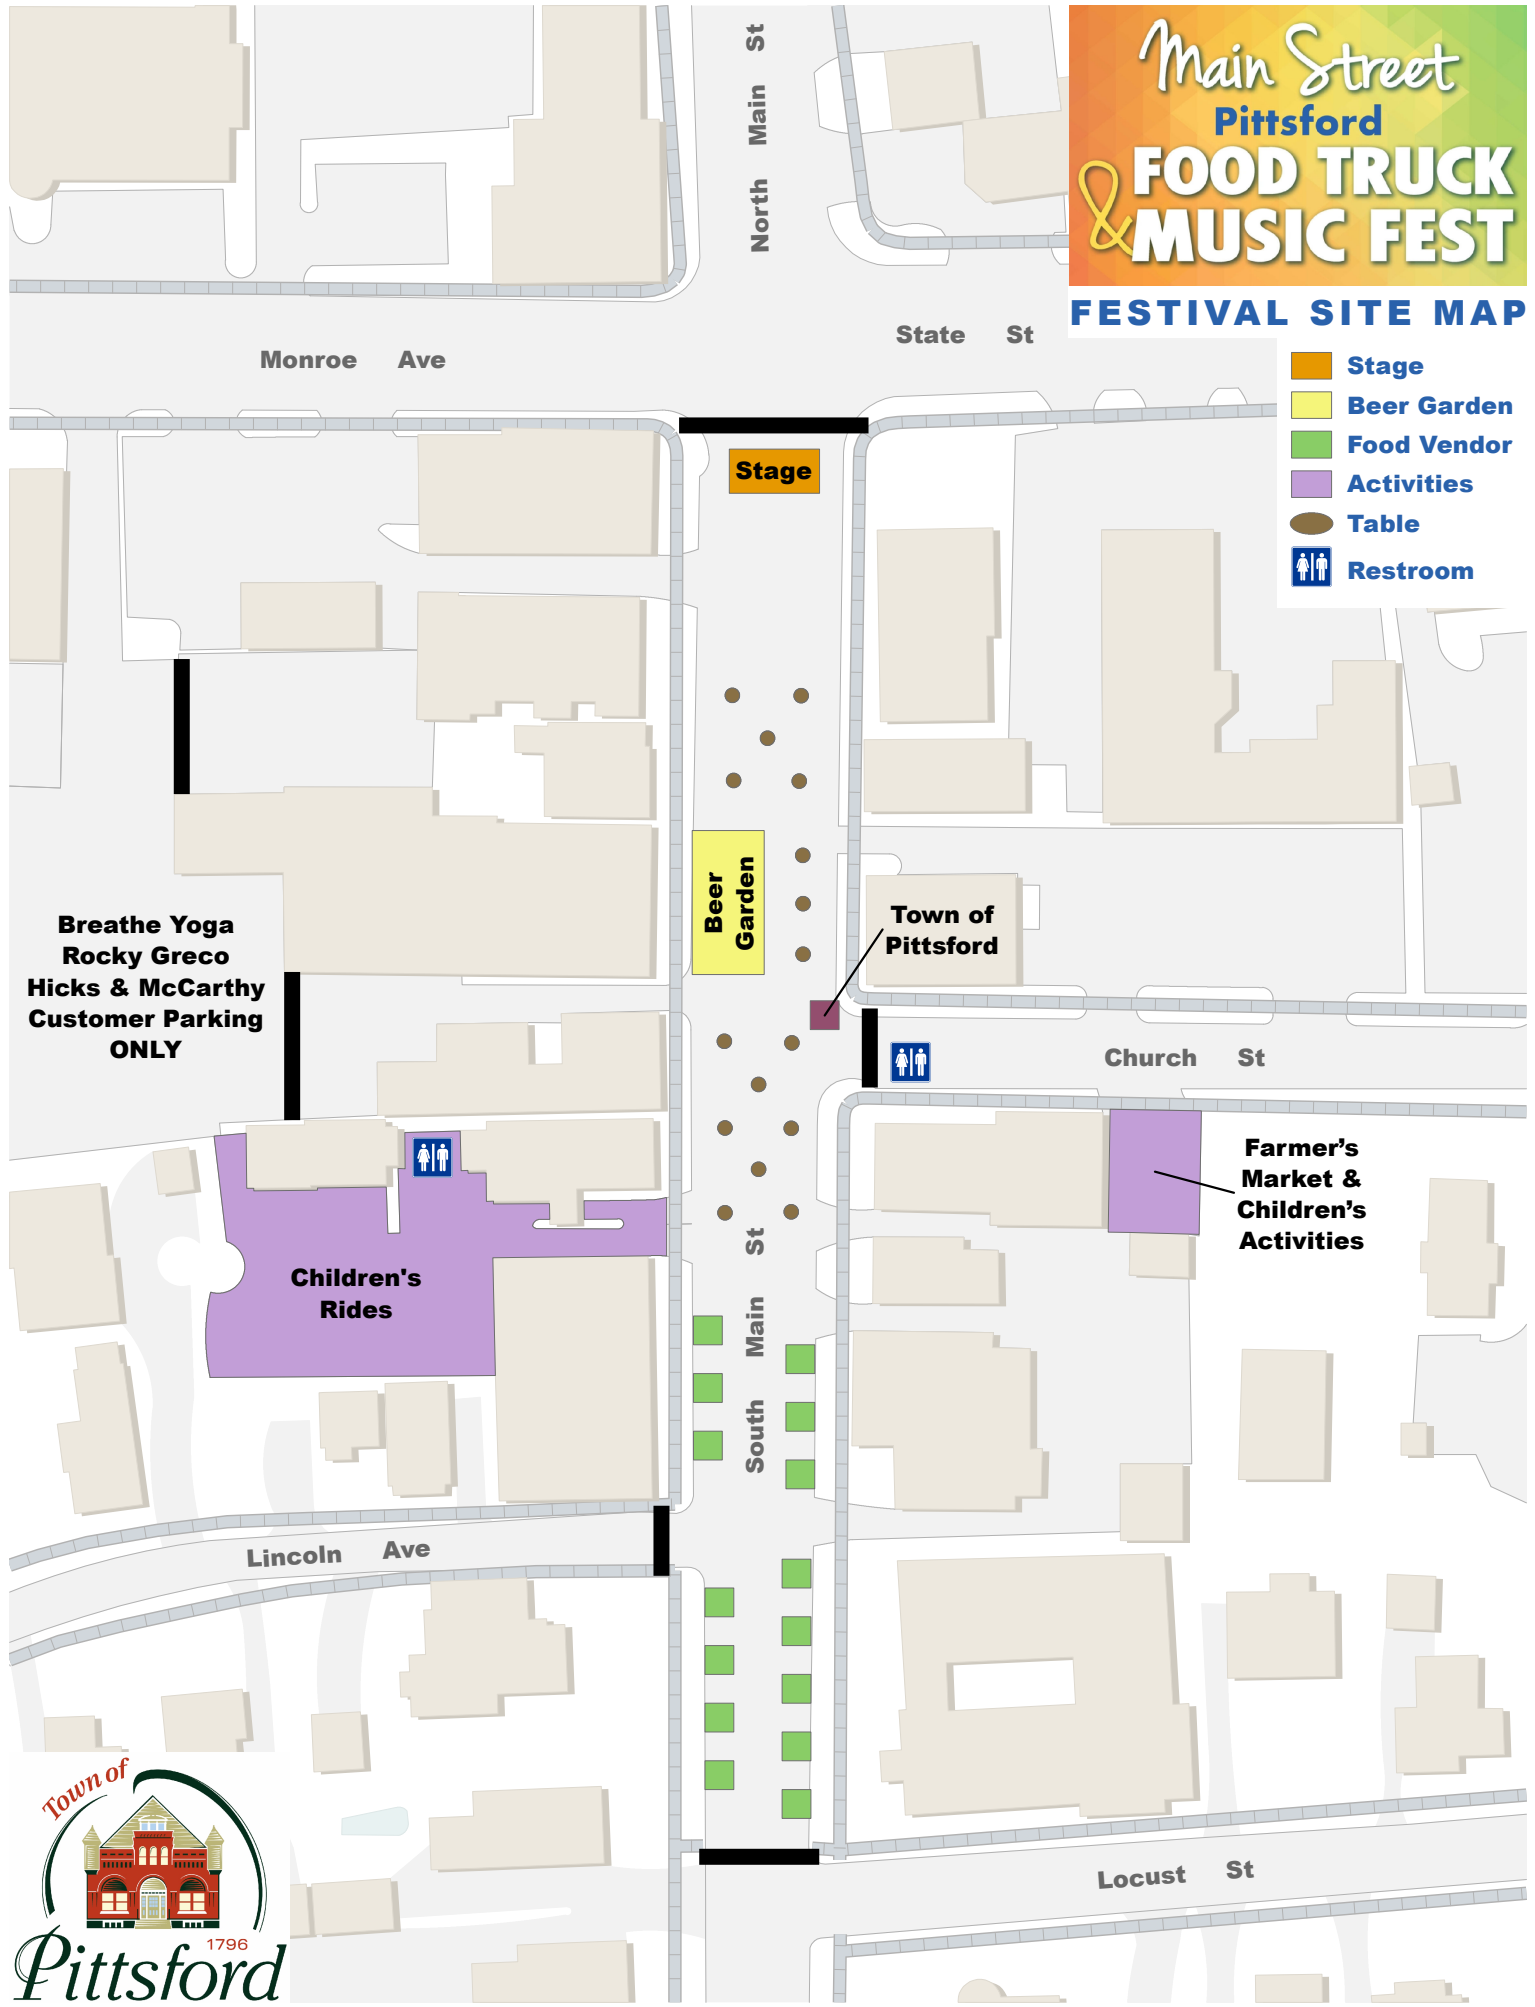 Main Street
Pittsford
& FOOD TRUCK
MUSIC FEST
FESTIVAL SITE MAP
Stage
Beer Garden
Food Vendor
Activities
Table
Restroom
North Main St
Monroe Ave
State St
Stage
Beer
Garden
Town of
Pittsford
Breathe Yoga
Rocky Greco
Hicks & McCarthy
Customer Parking
ONLY
Church St
Farmer's
Market &
Children's
Activities
Children's
Rides
South Main St
Lincoln Ave
Locust St
Town of
1796
Pittsford